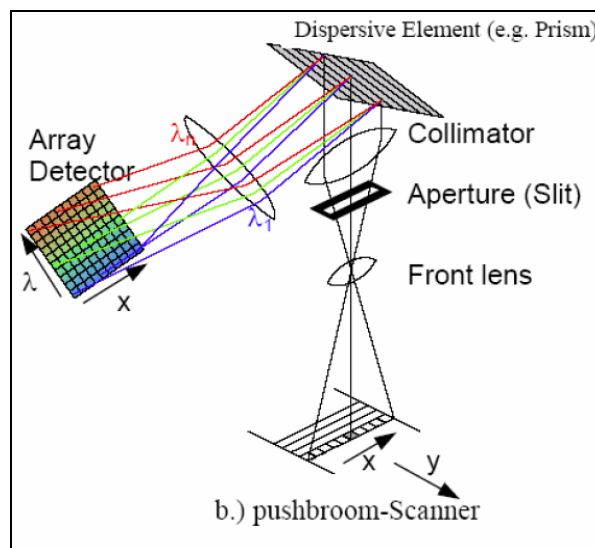 Dispersive Element (e.g. Prism)
Array
Detector
λn
Collimator
Aperture (Slit)
λ1
Front lens
λ
x
x
y
b.) pushbroom-Scanner